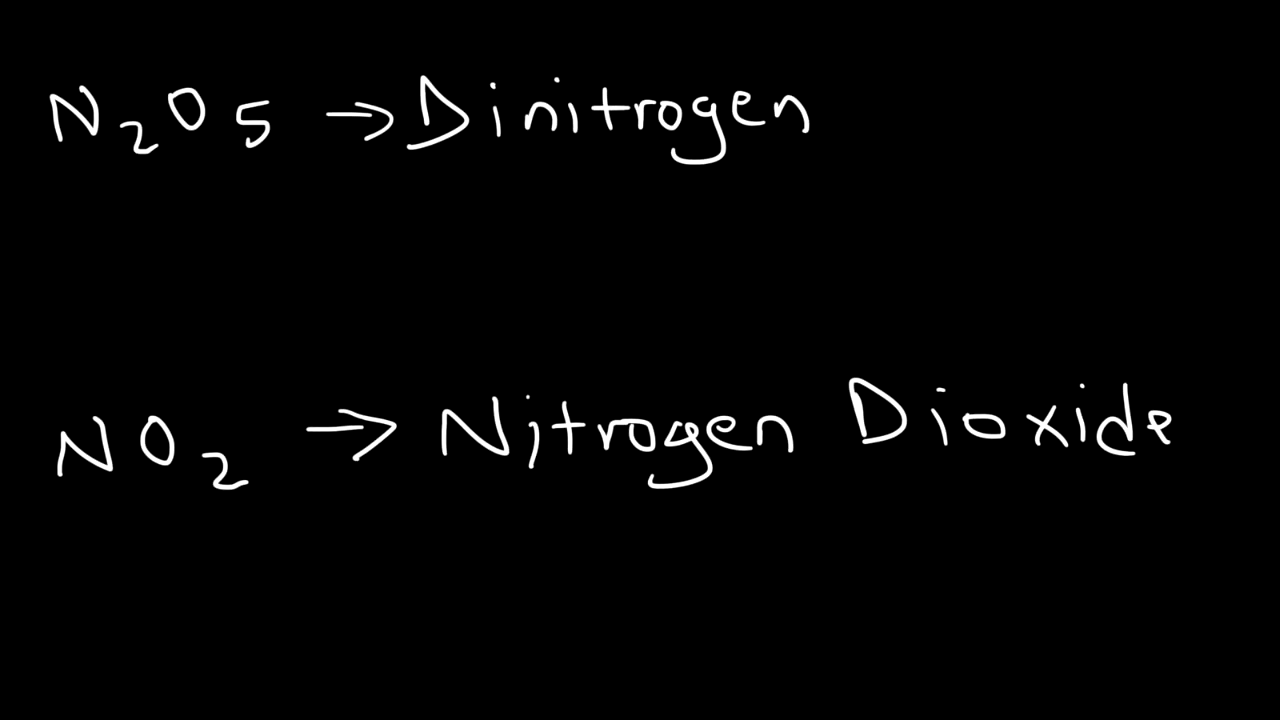 N₂O₅ → Dinitrogen
NO₂ → Nitrogen Dioxide